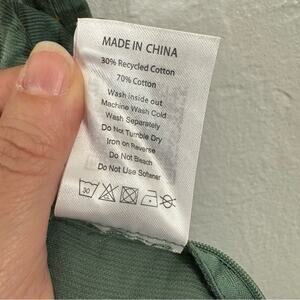 MADE IN CHINA
30% Recycled Cotton
70% Cotton
Wash inside out
Machine Wash Cold
Wash Separately
Do Not Tumble Dry
Iron on Reverse
Do Not Bleach
Do Not Use Softener
30